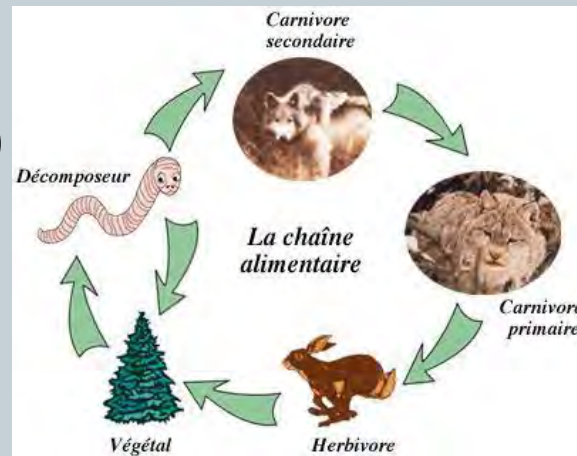 Carnivore
secondaire
Décomposeur
La chaîne
alimentaire
Carnivore
primaire
Végétal
Herbivore